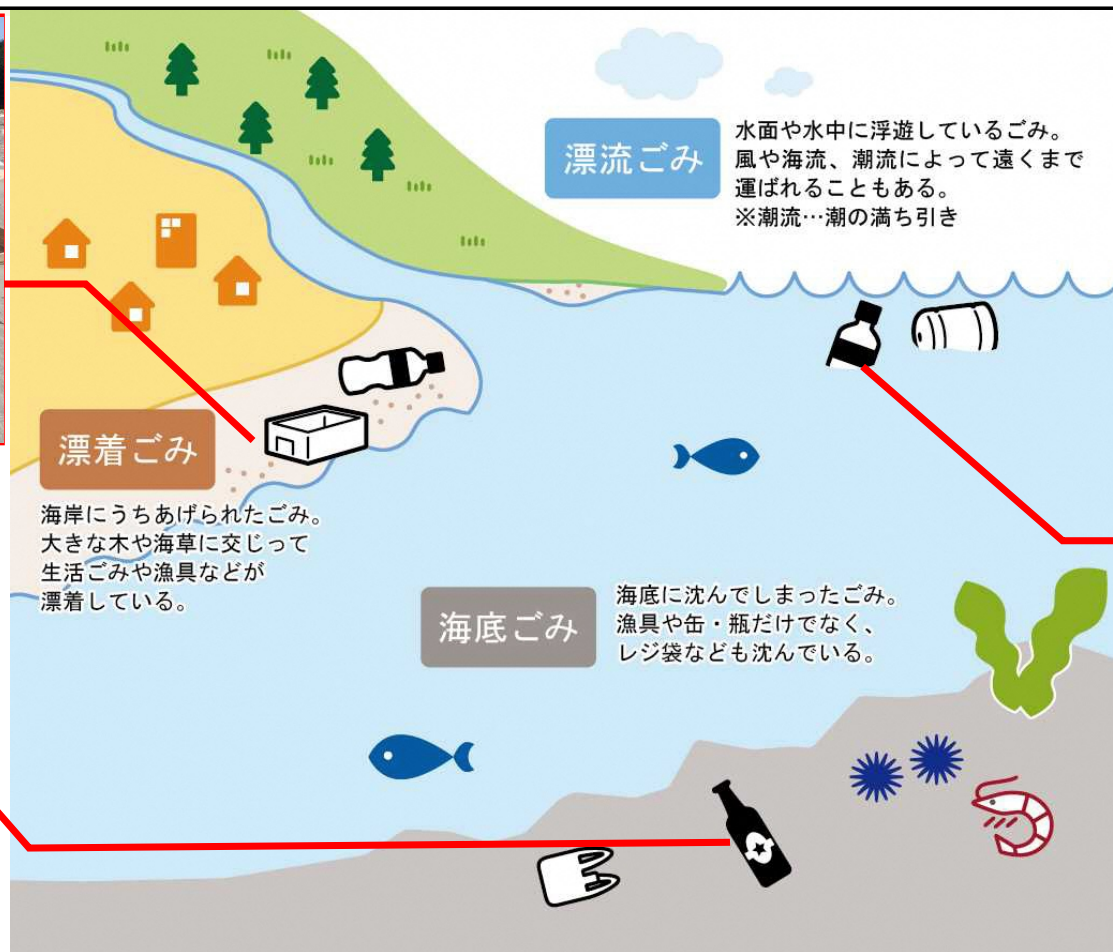 漂流ごみ
水面や水中に浮遊しているごみ。
風や海流、潮流によって遠くまで
運ばれることもある。
※潮流…潮の満ち引き
漂着ごみ
海岸にうちあげられたごみ。
大きな木や海草に交じって
生活ごみや漁具などが
漂着している。
海底ごみ
海底に沈んでしまったごみ。
漁具や缶・瓶だけでなく、
レジ袋なども沈んでいる。